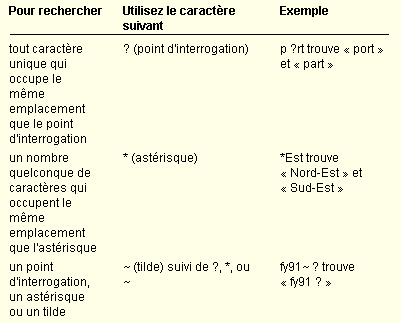 Pour rechercher Utilisez le caractère Exemple
suivant
tout caractère ? (point d'interrogation) p ?rt trouve « port »
unique qui et « part »
occupe le
même
emplacement
que le point
d'interrogation
un nombre * (astérisque) *Est trouve
quelconque de « Nord-Est » et
caractères qui « Sud-Est »
occupent le
même
emplacement
que l'astérisque
un point ~ (tilde) suivi de ?, *, ou fy91~ ? trouve
d'interrogation, ~ « fy91 ? »
un astérisque
ou un tilde